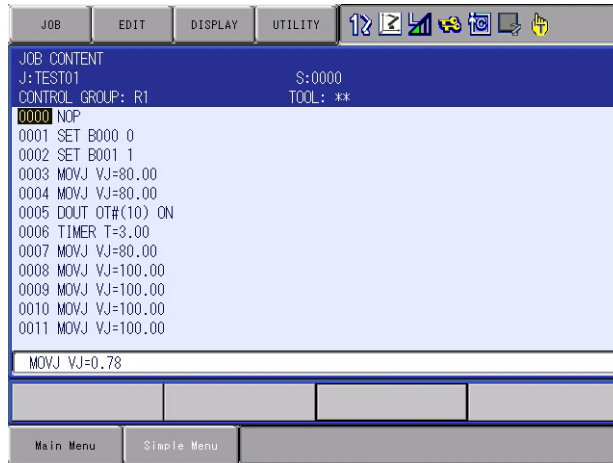 JOB EDIT DISPLAY UTILITY
JOB CONTENT
J:TEST01 S:0000
CONTROL GROUP: R1 TOOL: **
0000 NOP
0001 SET B000 0
0002 SET B001 1
0003 MOVJ VJ=80.00
0004 MOVJ VJ=80.00
0005 DOUT OT#(10) ON
0006 TIMER T=3.00
0007 MOVJ VJ=80.00
0008 MOVJ VJ=100.00
0009 MOVJ VJ=100.00
0010 MOVJ VJ=100.00
0011 MOVJ VJ=100.00
MOVJ VJ=0.78
Main Menu Simple Menu